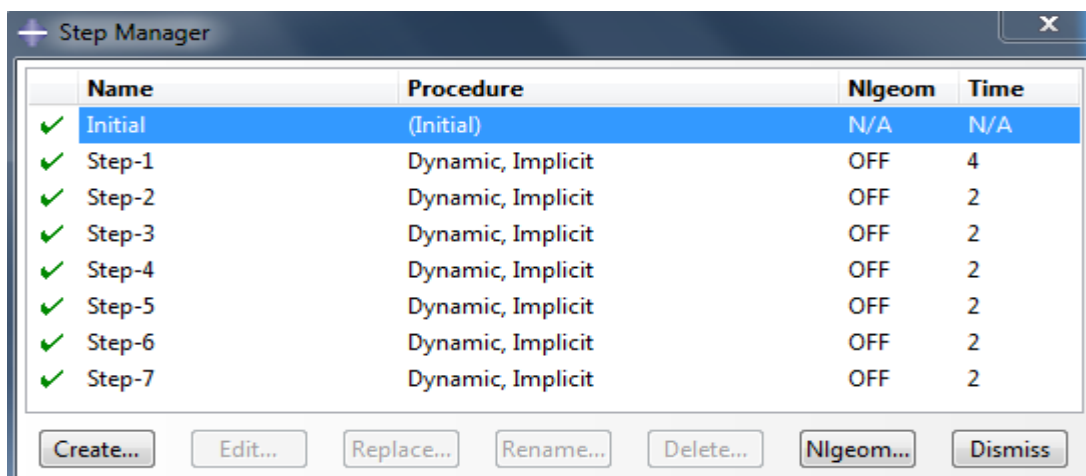 Step Manager
x
Name Procedure Nlgeom Time
Initial (Initial) N/A N/A
Step-1 Dynamic, Implicit OFF 4
Step-2 Dynamic, Implicit OFF 2
Step-3 Dynamic, Implicit OFF 2
Step-4 Dynamic, Implicit OFF 2
Step-5 Dynamic, Implicit OFF 2
Step-6 Dynamic, Implicit OFF 2
Step-7 Dynamic, Implicit OFF 2
Create... Edit... Replace... Rename... Delete... Nlgeom... Dismiss